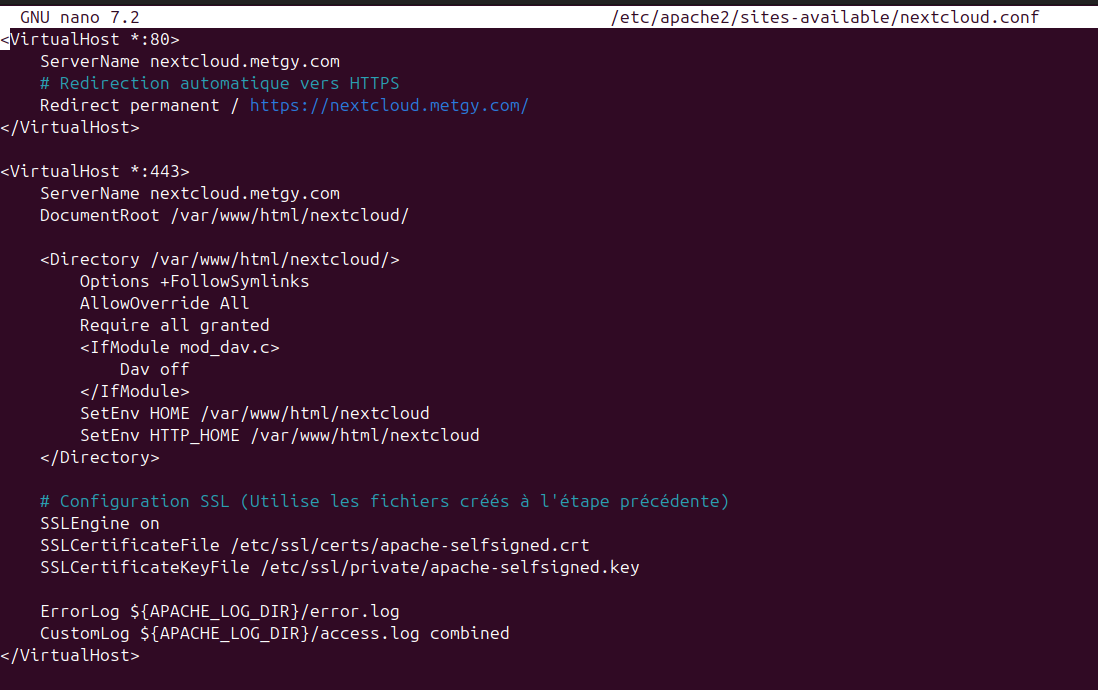 GNU nano 7.2 /etc/apache2/sites-available/nextcloud.conf
<VirtualHost *:80>
    ServerName nextcloud.metgy.com
    # Redirection automatique vers HTTPS
    Redirect permanent / https://nextcloud.metgy.com/
</VirtualHost>

<VirtualHost *:443>
    ServerName nextcloud.metgy.com
    DocumentRoot /var/www/html/nextcloud/

    <Directory /var/www/html/nextcloud/>
        Options +FollowSymlinks
        AllowOverride All
        Require all granted
        <IfModule mod_dav.c>
            Dav off
        </IfModule>
        SetEnv HOME /var/www/html/nextcloud
        SetEnv HTTP_HOME /var/www/html/nextcloud
    </Directory>

    # Configuration SSL (Utilise les fichiers créés à l'étape précédente)
    SSLEngine on
    SSLCertificateFile /etc/ssl/certs/apache-selfsigned.crt
    SSLCertificateKeyFile /etc/ssl/private/apache-selfsigned.key

    ErrorLog ${APACHE_LOG_DIR}/error.log
    CustomLog ${APACHE_LOG_DIR}/access.log combined
</VirtualHost>